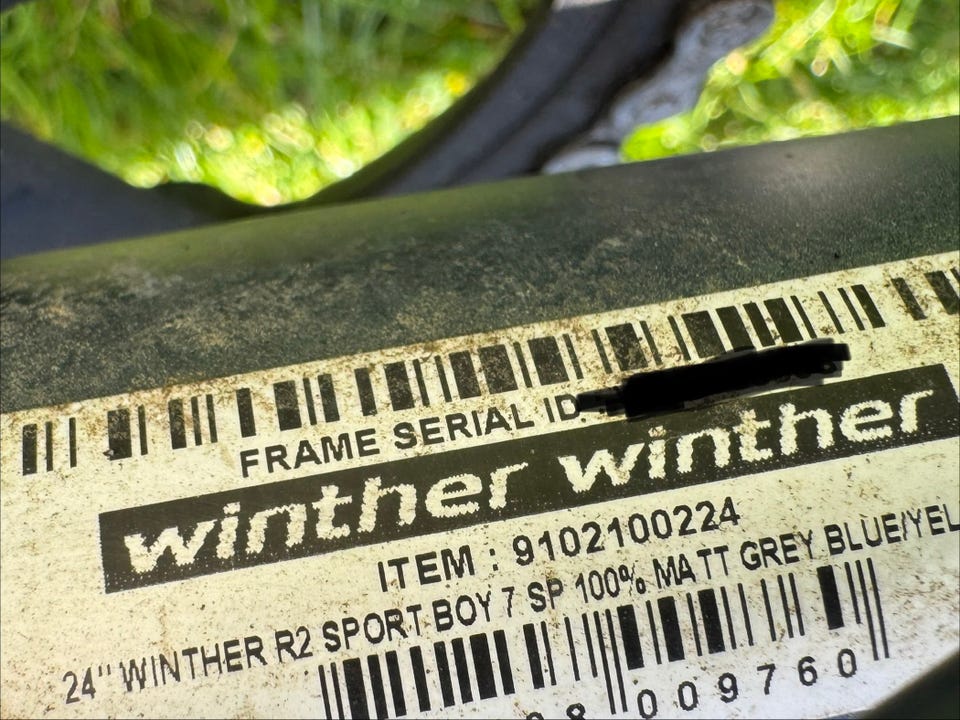 FRAME SERIAL ID:
winther winther
ITEM : 9102100224
24" WINTHER R2 SPORT BOY 7 SP 100% MATT GREY BLUE/YEL
8 009760